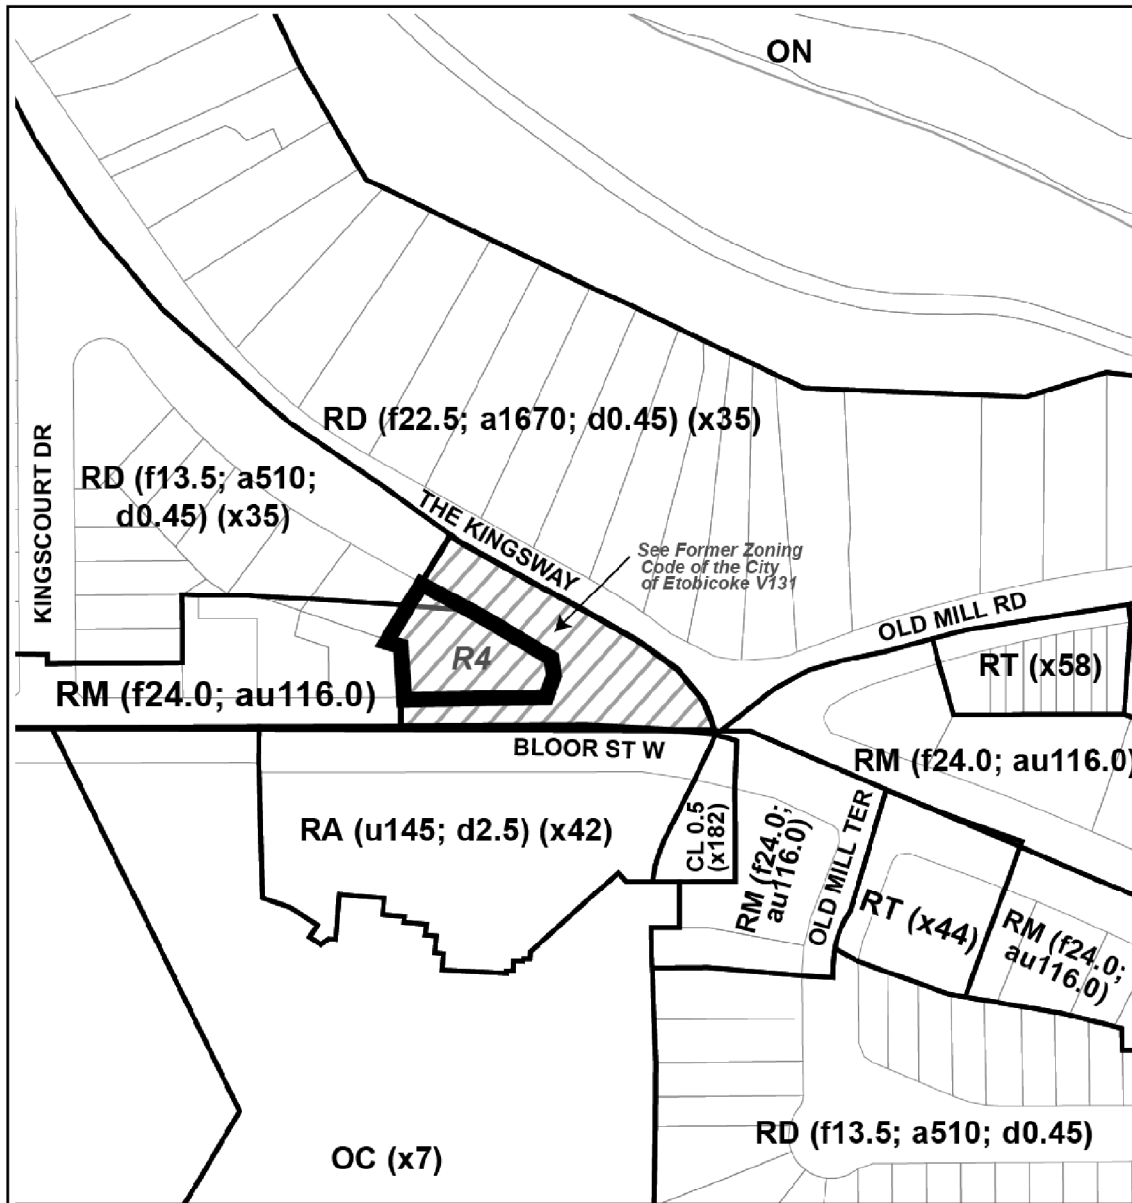 ON
RD (f22.5; a1670; d0.45) (x35)
KINGSCOURT DR
RD (f13.5; a510;
d0.45) (x35)
THE KINGSWAY
See Former Zoning
Code of the City
of Etobicoke V131
OLD MILL RD
R4
RT (x58)
RM (f24.0; au116.0)
BLOOR ST W
RM (f24.0; au116.0)
RA (u145; d2.5) (x42)
CL 0.5
(x182)
RM (f24.0;
au116.0)
OLD MILL TER
RT (x44)
RM (f24.0;
au116.0)
RD (f13.5; a510; d0.45)
OC (x7)